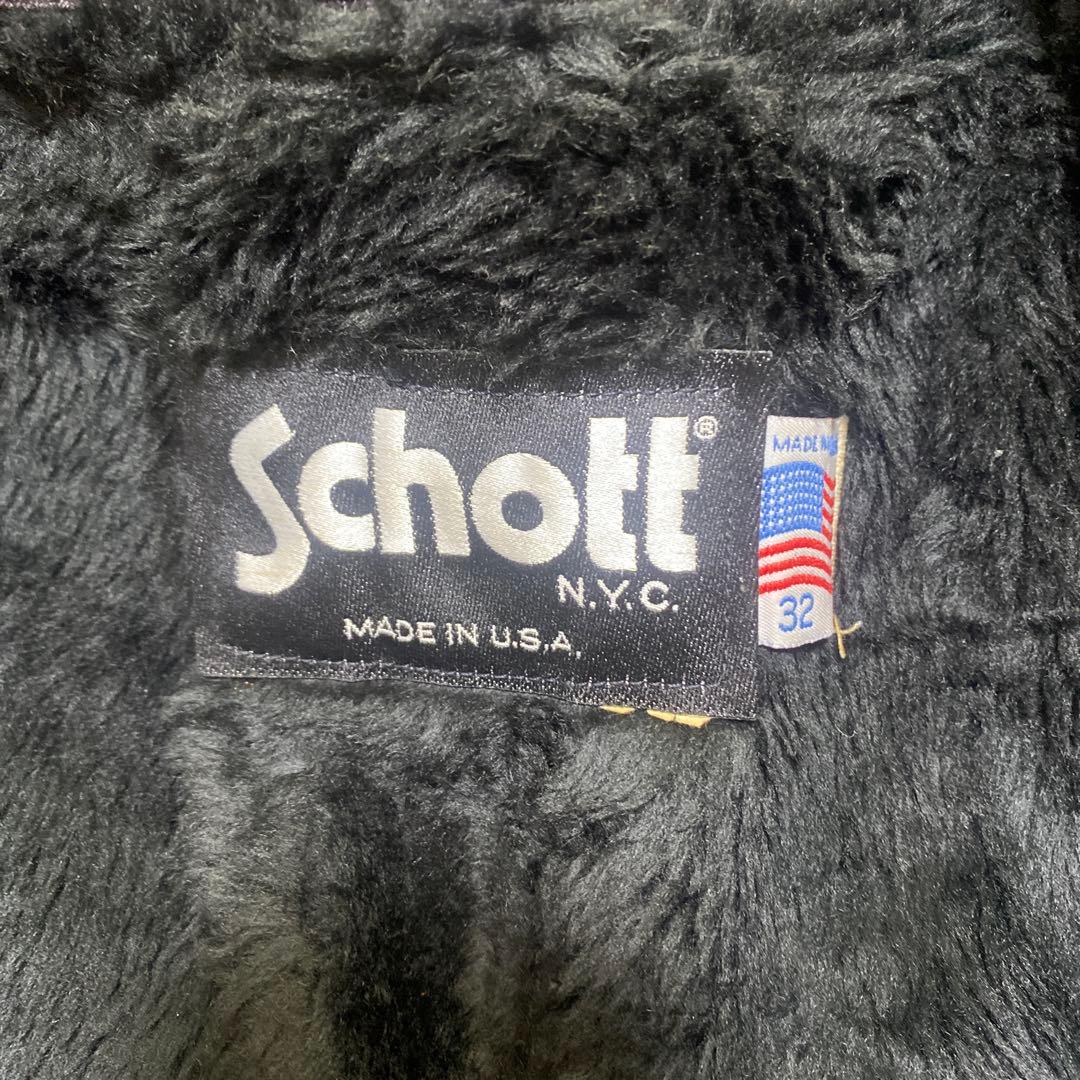 Schott®
N.Y.C.
MADE IN U.S.A.
MADE IN
32